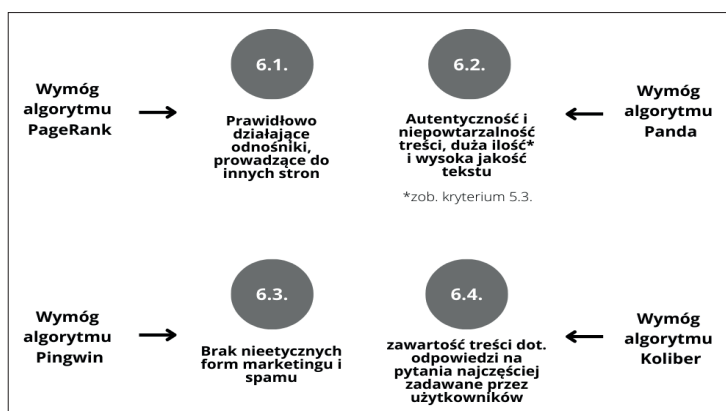 6.1.
Wymóg
algorytmu
PageRank
Prawidłowo
działające
odnośniki,
prowadzące do
innych stron
6.2.
Autentyczność i
niepowtarzalność
treści, duża ilość*
i wysoka jakość
tekstu
*zob. kryterium 5.3.
Wymóg
algorytmu
Panda
6.3.
Wymóg
algorytmu
Pingwin
Brak nieetycznych
form marketingu i
spamu
6.4.
zawartość treści dot.
odpowiedzi na
pytania najczęściej
zadawane przez
użytkowników
Wymóg
algorytmu
Koliber